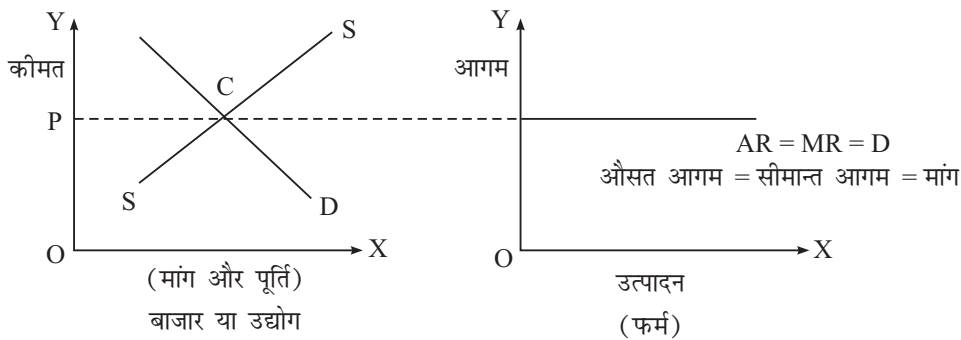 Y
कीमत
S
C
P
S
D
O
X
(मांग और पूर्ति)
बाजार या उद्योग
Y
आगम
AR = MR = D
औसत आगम = सीमान्त आगम = मांग
O
X
उत्पादन
(फर्म)